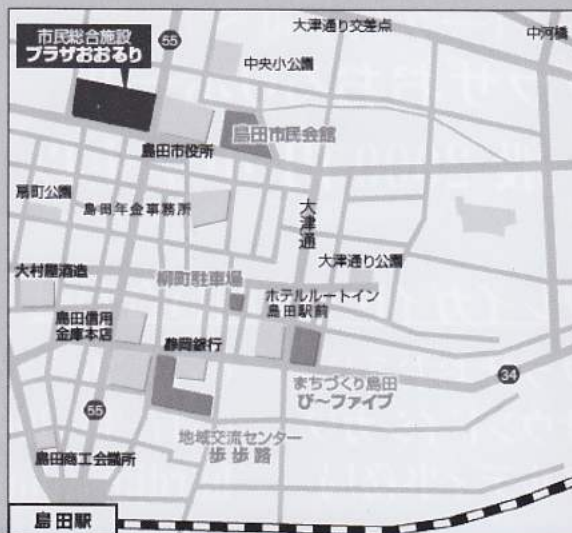 市民総合施設
プラザおおるり
55
大津通り交差点
中河橋
中央小公園
島田市民会館
島田市役所
扇町公園
島田年金事務所
大津通
大津通り公園
大村屋酒造
柳町駐車場
ホテルルートイン
島田駅前
島田信用
金庫本店
静岡銀行
まちづくり島田
び〜ファイブ
34
55
地域交流センター
歩歩路
島田商工会議所
島田駅